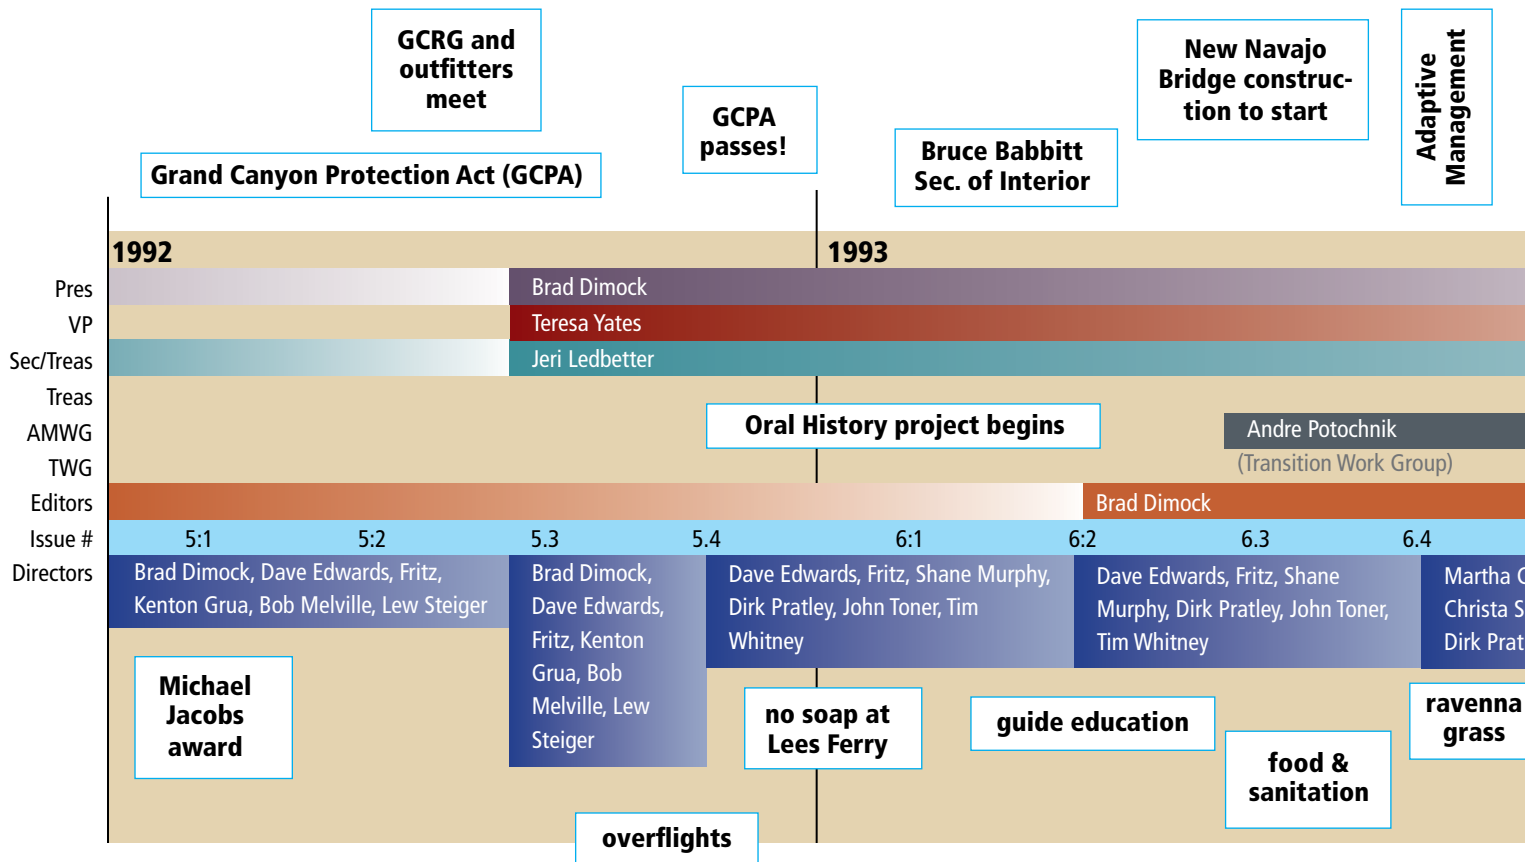 GCRG and
outfitters
meet
New Navajo
Bridge construc-
tion to start
Adaptive
Management
GCPA
passes!
Bruce Babbitt
Sec. of Interior
Grand Canyon Protection Act (GCPA)
1992
1993
Pres
Brad Dimock
VP
Teresa Yates
Sec/Treas
Jeri Ledbetter
Treas
Oral History project begins
AMWG
Andre Potochnik
TWG
(Transition Work Group)
Editors
Brad Dimock
Issue #
5:1
5:2
5.3
5.4
6:1
6:2
6.3
6.4
Directors
Brad Dimock, Dave Edwards, Fritz,
Kenton Grua, Bob Melville, Lew Steiger
Brad Dimock,
Dave Edwards,
Fritz, Kenton
Grua, Bob
Melville, Lew
Steiger
Dave Edwards, Fritz, Shane Murphy,
Dirk Pratley, John Toner, Tim
Whitney
Dave Edwards, Fritz, Shane
Murphy, Dirk Pratley, John Toner,
Tim Whitney
Martha
Christa S
Dirk Prat
Michael
Jacobs
award
no soap at
Lees Ferry
guide education
food &
sanitation
ravenna
grass
overflights